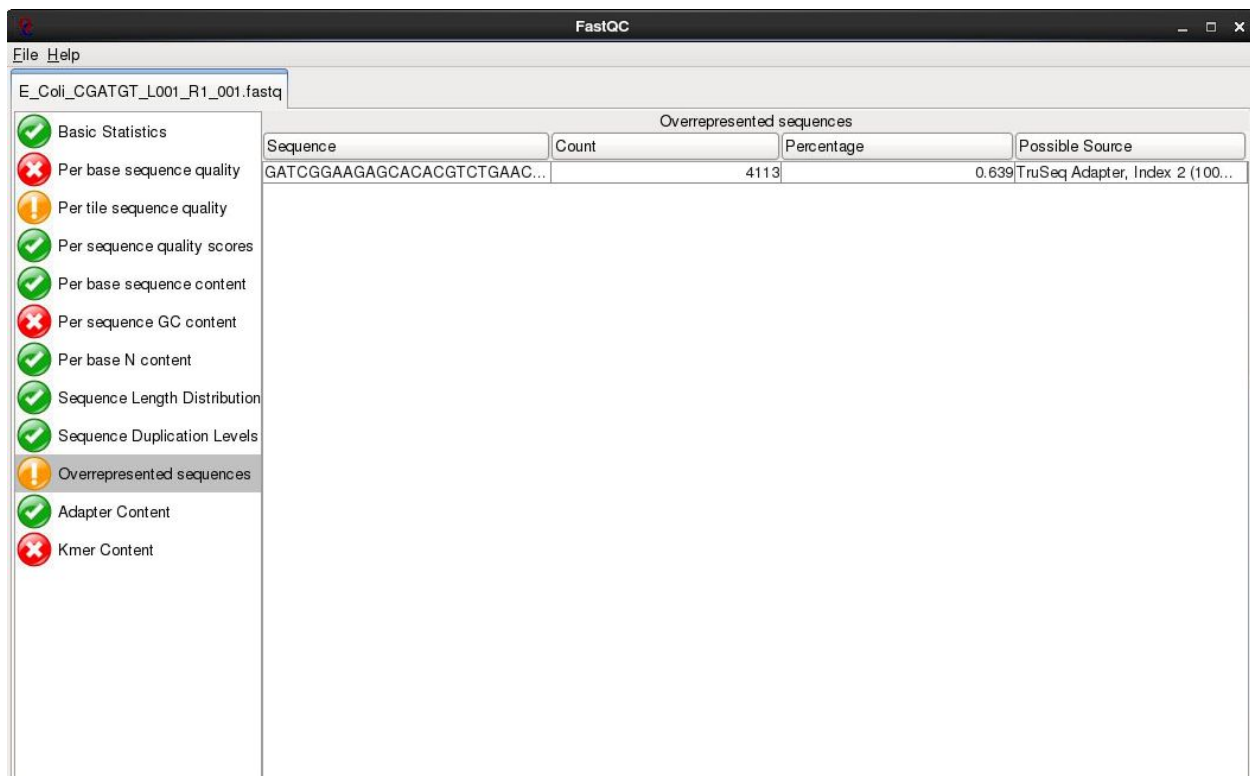 FastQC
File Help
E_Coli_CGATGT_L001_R1_001.fastq
Basic Statistics
Per base sequence quality
Per tile sequence quality
Per sequence quality scores
Per base sequence content
Per sequence GC content
Per base N content
Sequence Length Distribution
Sequence Duplication Levels
Overrepresented sequences
Adapter Content
Kmer Content
Overrepresented sequences
Sequence Count Percentage Possible Source
GATCGGAAGAGCACACGTCTGAAC... 4113 0.639 TruSeq Adapter, Index 2 (100...